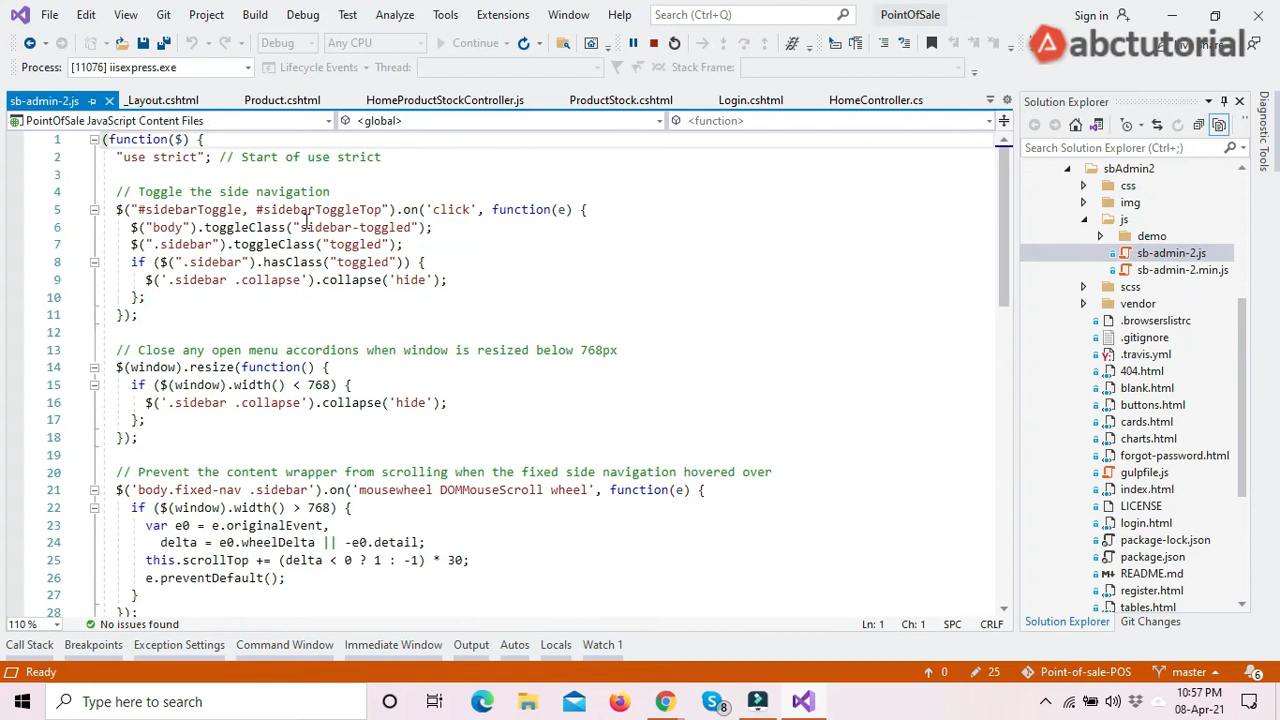 File Edit View Git Project Build Debug Test Analyze Tools Extensions Window Help Search (Ctrl+Q) PointOfSale Sign in
abctutorial
Debug Any CPU Continue
Process: [11076] iisexpress.exe Lifecycle Events Thread: Stack Frame:
sb-admin-2.js _Layout.cshtml Product.cshtml HomeProductStockController.js ProductStock.cshtml Login.cshtml HomeController.cs
PointOfSale JavaScript Content Files <global> <function>
1 (function($) {
2 "use strict"; // Start of use strict
3
4 // Toggle the side navigation
5 $("#sidebarToggle, #sidebarToggleTop").on('click', function(e) {
6 $("body").toggleClass("sidebar-toggled");
7 $(".sidebar").toggleClass("toggled");
8 if ($(".sidebar").hasClass("toggled")) {
9 $('.sidebar .collapse').collapse('hide');
10 };
11 });
12
13 // Close any open menu accordions when window is resized below 768px
14 $(window).resize(function() {
15 if ($(window).width() < 768) {
16 $('.sidebar .collapse').collapse('hide');
17 };
18 });
19
20 // Prevent the content wrapper from scrolling when the fixed side navigation hovered over
21 $('body.fixed-nav .sidebar').on('mousewheel DOMMouseScroll wheel', function(e) {
22 if ($(window).width() > 768) {
23 var e0 = e.originalEvent,
24 delta = e0.wheelDelta || -e0.detail;
25 this.scrollTop += (delta < 0 ? 1 : -1) * 30;
26 e.preventDefault();
27 }
28 });
110 % No issues found Ln: 1 Ch: 1 SPC CRLF
Solution Explorer
Search Solution Explorer (Ctrl+;)
sbAdmin2
css
img
js
demo
sb-admin-2.js
sb-admin-2.min.js
scss
vendor
.browserslistrc
.gitignore
.travis.yml
404.html
blank.html
buttons.html
cards.html
charts.html
forgot-password.html
gulpfile.js
index.html
LICENSE
login.html
package-lock.json
package.json
README.md
register.html
tables.html
Solution Explorer Git Changes
Diagnostic Tools
Call Stack Breakpoints Exception Settings Command Window Immediate Window Output Autos Locals Watch 1
Ready 0 25 Point-of-sale-POS master 6
Type here to search 8 10:57 PM
08-Apr-21